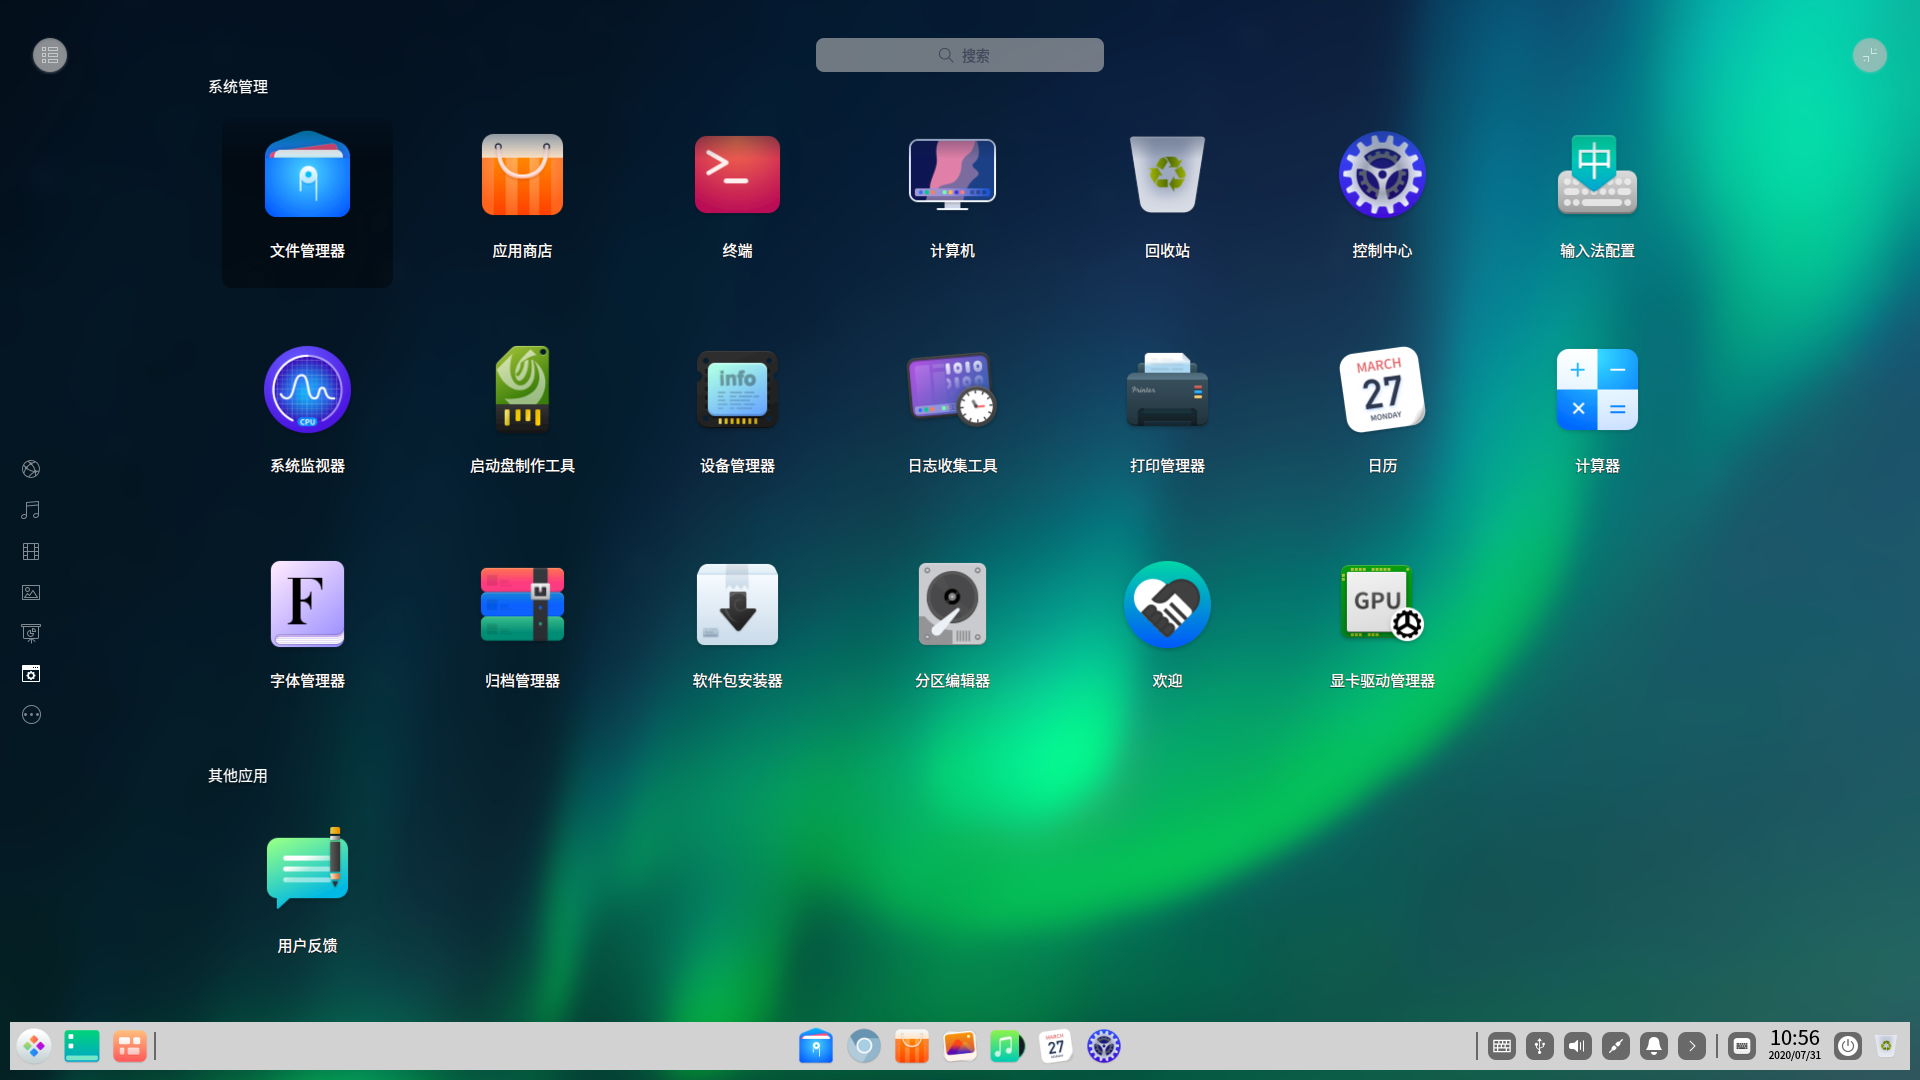 搜索
系统管理
文件管理器
应用商店
终端
计算机
回收站
控制中心
中
输入法配置
CPU
系统监视器
启动盘制作工具
info
设备管理器
日志收集工具
Printer
打印管理器
MARCH
27
MONDAY
日历
计算器
F
字体管理器
归档管理器
软件包安装器
分区编辑器
欢迎
GPU
显卡驱动管理器
其他应用
用户反馈
MARCH
27
10:56
2020/07/31